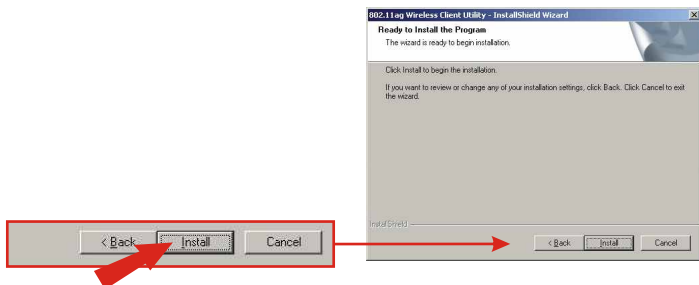 802.11ag Wireless Client Utility - InstallShield Wizard
Ready to Install the Program
The wizard is ready to begin installation.
Click Install to begin the installation.
If you want to review or change any of your installation settings, click Back. Click Cancel to exit
the wizard.
InstallShield
< Back Install Cancel
< Back Install Cancel